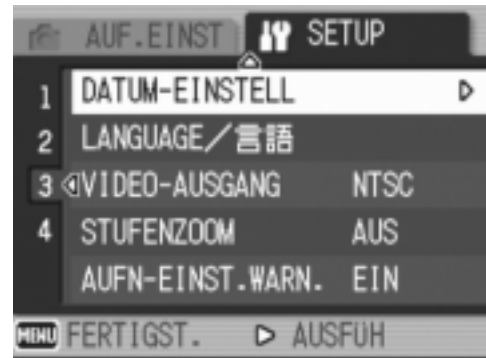 AUF.EINST SETUP
1 DATUM-EINSTELL
2 LANGUAGE/言語
3 VIDEO-AUSGANG NTSC
4 STUFENZOOM AUS
AUFN-EINST.WARN. EIN
MENU FERTIGST. AUSFÜH